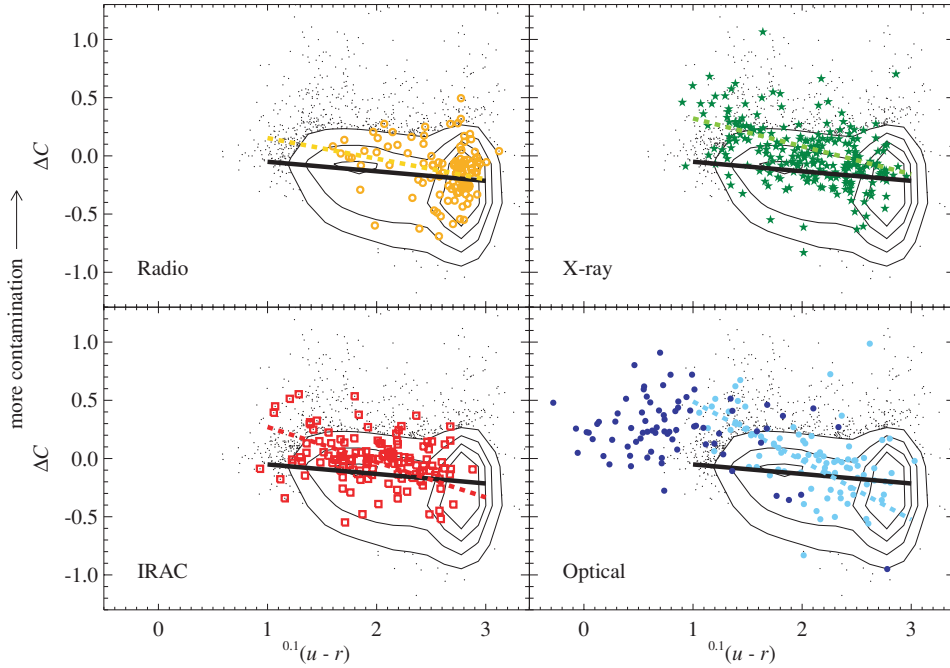 1.0
0.5
0.0
-0.5
-1.0
ΔC
Radio
X-ray
more contamination
1.0
0.5
0.0
-0.5
-1.0
ΔC
IRAC
Optical
0 1 2 3
0 1 2 3
0.1(u - r)
0.1(u - r)